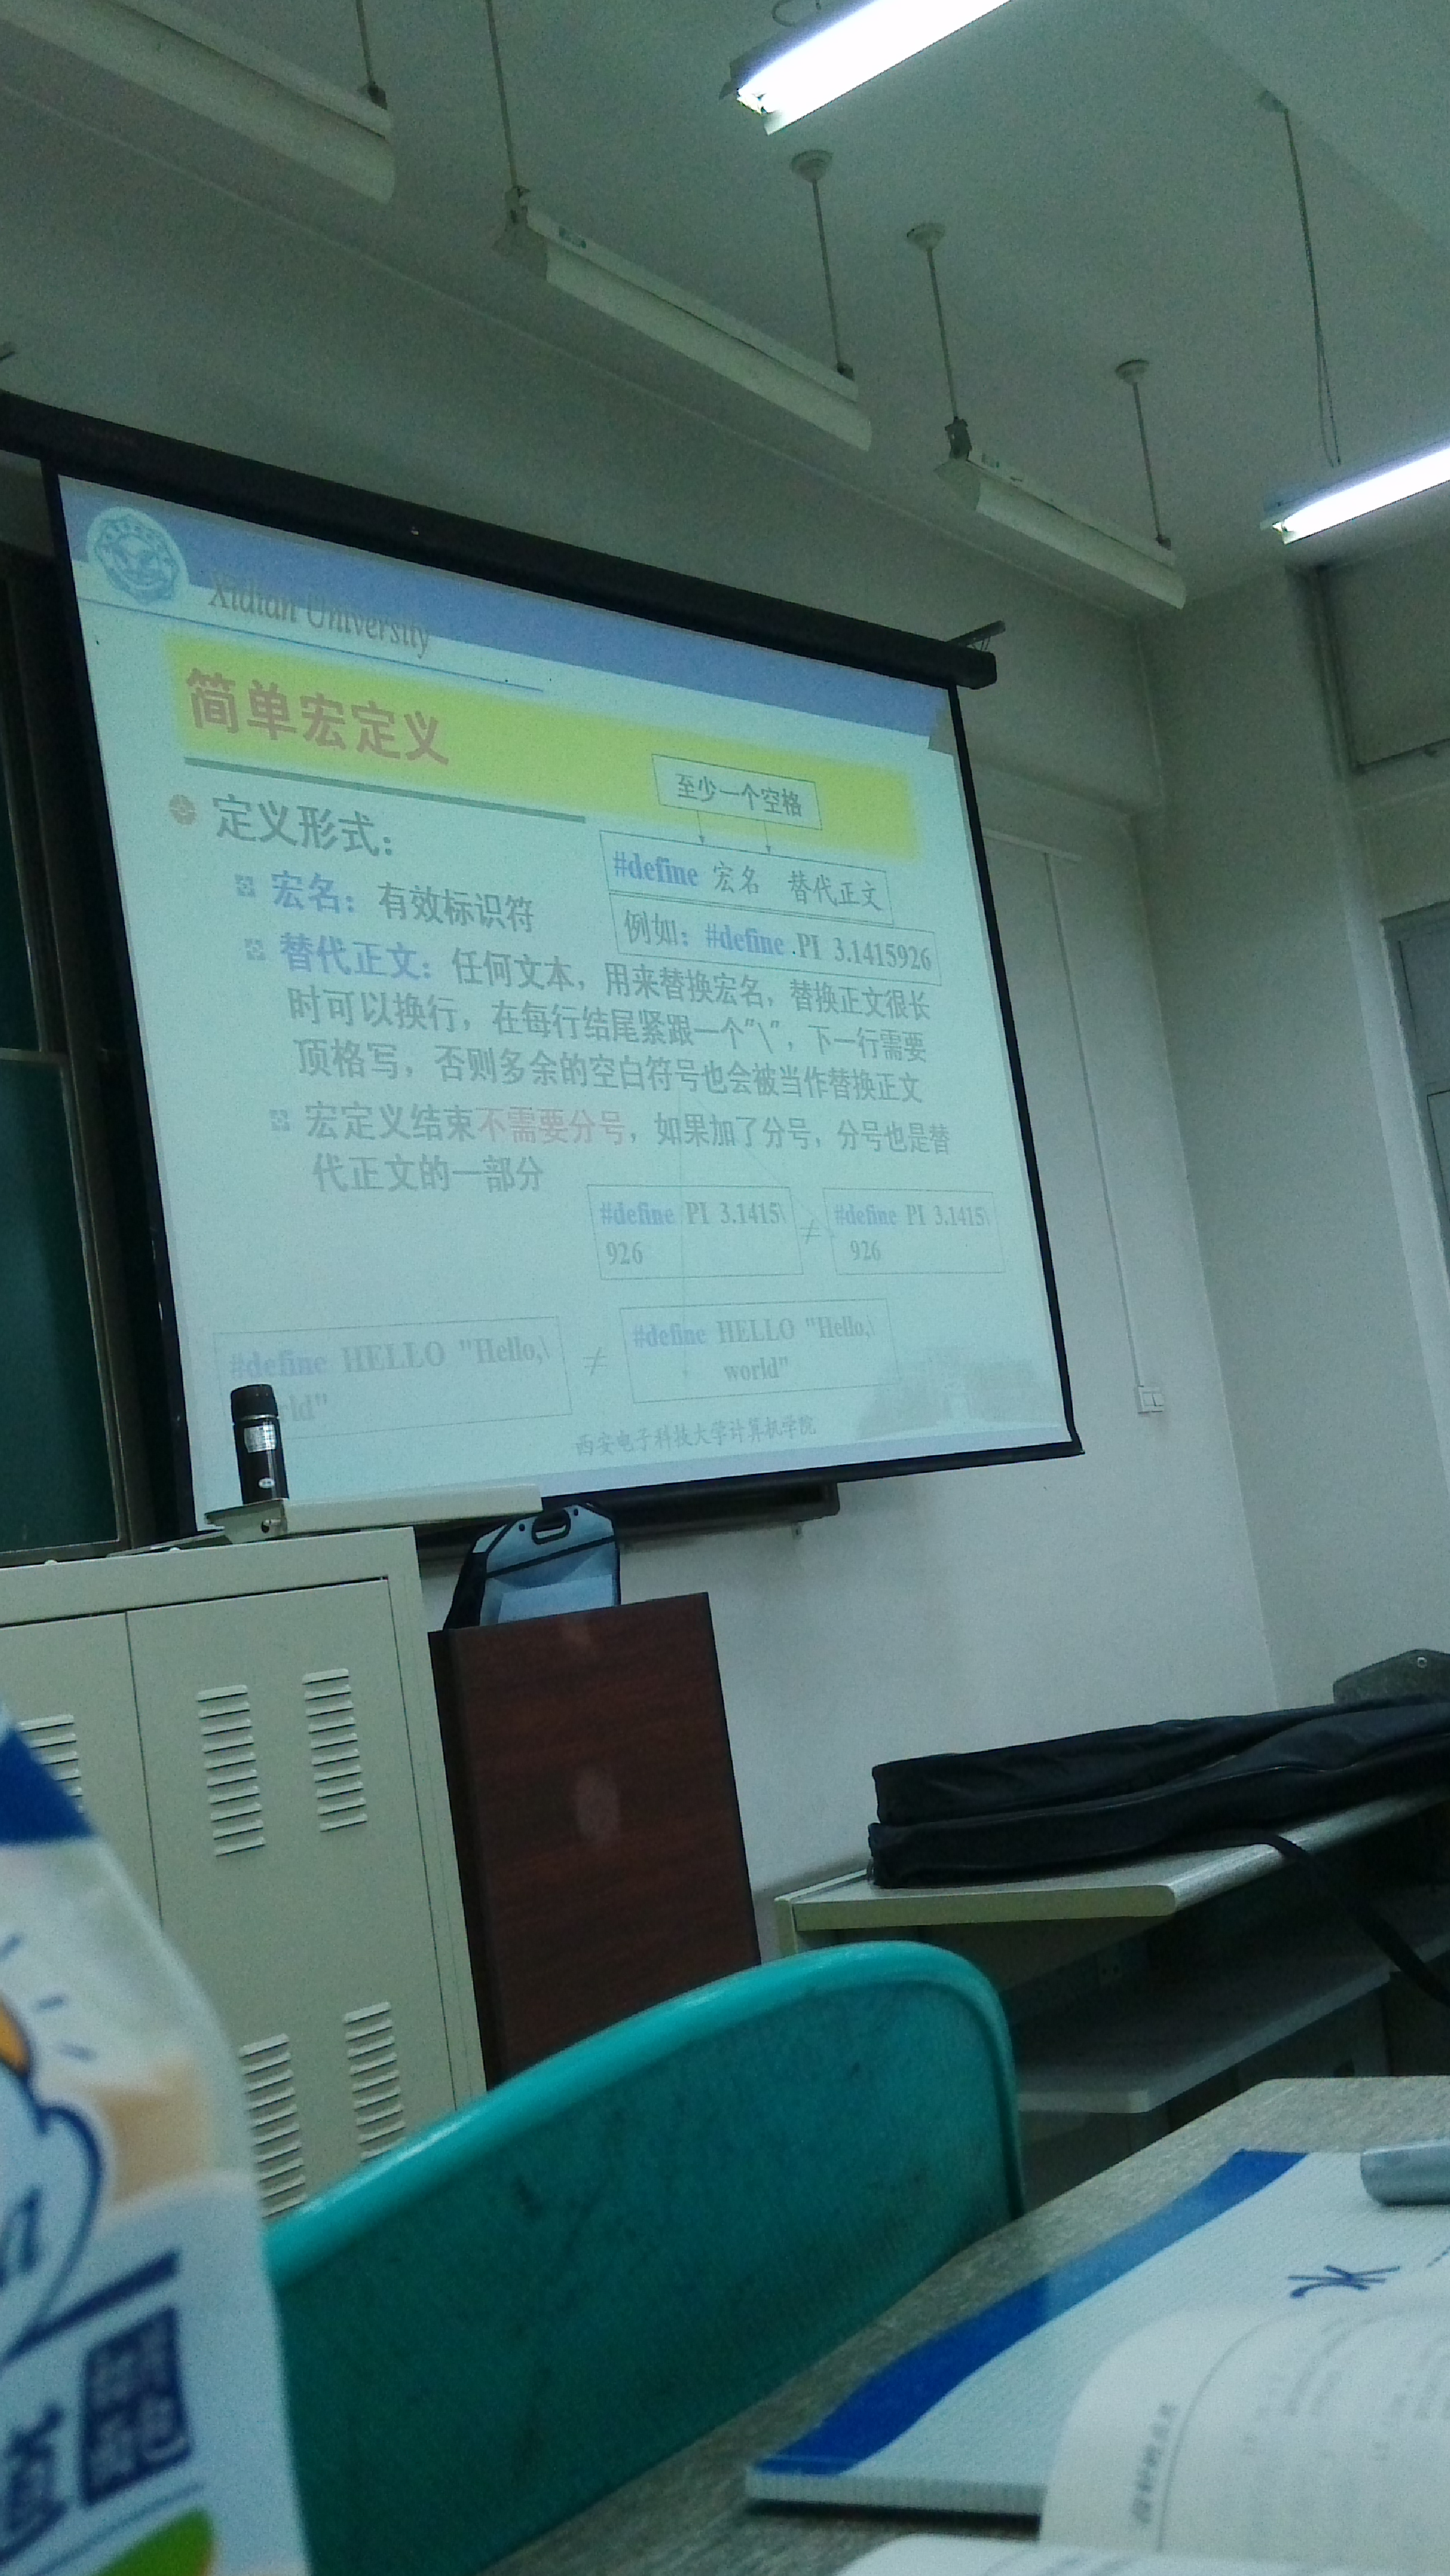 Xidian University
简单宏定义
至少一个空格
定义形式：
#define 宏名 替代正文
宏名：有效标识符
例如：#define PI 3.1415926
替代正文：任何文本，用来替换宏名，替换正文很长
时可以换行，在每行结尾紧跟一个"\"，下一行需要
顶格写，否则多余的空白符号也会被当作替换正文
宏定义结束不需要分号，如果加了分号，分号也是替
代正文的一部分
#define PI 3.1415\
926
≠
#define PI 3.1415\
926
#define HELLO "Hello,\
rld"
≠
#define HELLO "Hello,\
world"
西安电子科技大学计算机学院